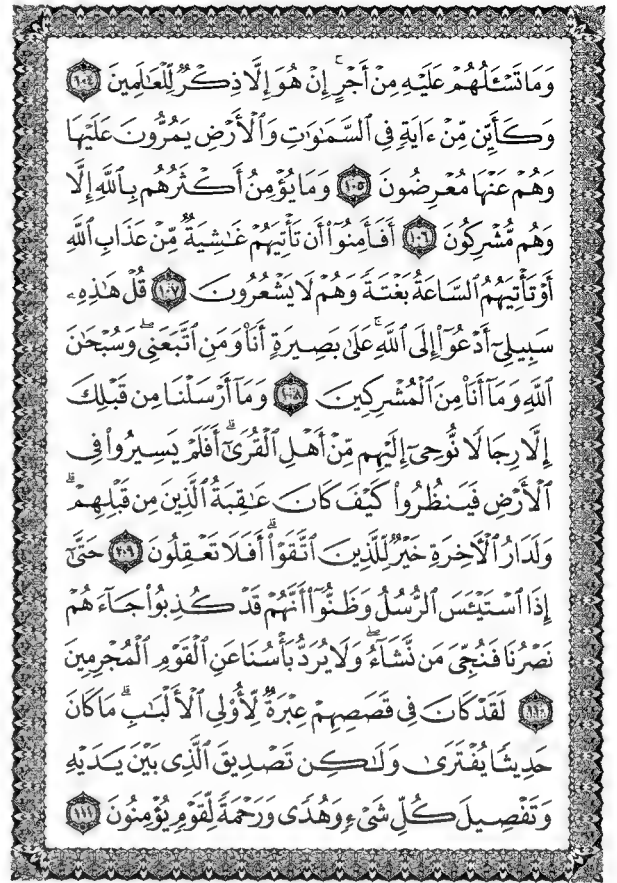 وَمَا تَسْـَٔلُهُمْ عَلَيْهِ مِنْ أَجْرٍ ۚ إِنْ هُوَ إِلَّا ذِكْرٌ لِّلْعَـٰلَمِينَ ١٠٤
وَكَأَيِّن مِّنْ ءَايَةٍ فِى ٱلسَّمَـٰوَٰتِ وَٱلْأَرْضِ يَمُرُّونَ عَلَيْهَا
وَهُمْ عَنْهَا مُعْرِضُونَ ١٠٥ وَمَا يُؤْمِنُ أَكْثَرُهُم بِٱللَّهِ إِلَّا
وَهُم مُّشْرِكُونَ ١٠٦ أَفَأَمِنُوٓا۟ أَن تَأْتِيَهُمْ غَـٰشِيَةٌ مِّنْ عَذَابِ ٱللَّهِ
أَوْ تَأْتِيَهُمُ ٱلسَّاعَةُ بَغْتَةً وَهُمْ لَا يَشْعُرُونَ ١٠٧ قُلْ هَـٰذِهِۦ
سَبِيلِىٓ أَدْعُوٓا۟ إِلَى ٱللَّهِ ۚ عَلَىٰ بَصِيرَةٍ أَنَا۠ وَمَنِ ٱتَّبَعَنِى ۖ وَسُبْحَـٰنَ
ٱللَّهِ وَمَآ أَنَا۠ مِنَ ٱلْمُشْرِكِينَ ١٠٨ وَمَآ أَرْسَلْنَا مِن قَبْلِكَ
إِلَّا رِجَالًا نُّوحِىٓ إِلَيْهِم مِّنْ أَهْلِ ٱلْقُرَىٰٓ ۗ أَفَلَمْ يَسِيرُوا۟ فِى
ٱلْأَرْضِ فَيَنظُرُوا۟ كَيْفَ كَانَ عَـٰقِبَةُ ٱلَّذِينَ مِن قَبْلِهِمْ ۗ
وَلَدَارُ ٱلْـَٔاخِرَةِ خَيْرٌ لِّلَّذِينَ ٱتَّقَوْا۟ ۗ أَفَلَا تَعْقِلُونَ ١٠٩ حَتَّىٰٓ
إِذَا ٱسْتَيْـَٔسَ ٱلرُّسُلُ وَظَنُّوٓا۟ أَنَّهُمْ قَدْ كُذِبُوا۟ جَآءَهُمْ
نَصْرُنَا فَنُجِّىَ مَن نَّشَآءُ ۖ وَلَا يُرَدُّ بَأْسُنَا عَنِ ٱلْقَوْمِ ٱلْمُجْرِمِينَ
١١٠ لَقَدْ كَانَ فِى قَصَصِهِمْ عِبْرَةٌ لِّأُو۟لِى ٱلْأَلْبَـٰبِ ۗ مَا كَانَ
حَدِيثًا يُفْتَرَىٰ وَلَـٰكِن تَصْدِيقَ ٱلَّذِى بَيْنَ يَدَيْهِ
وَتَفْصِيلَ كُلِّ شَىْءٍ وَهُدًى وَرَحْمَةً لِّقَوْمٍ يُؤْمِنُونَ ١١١